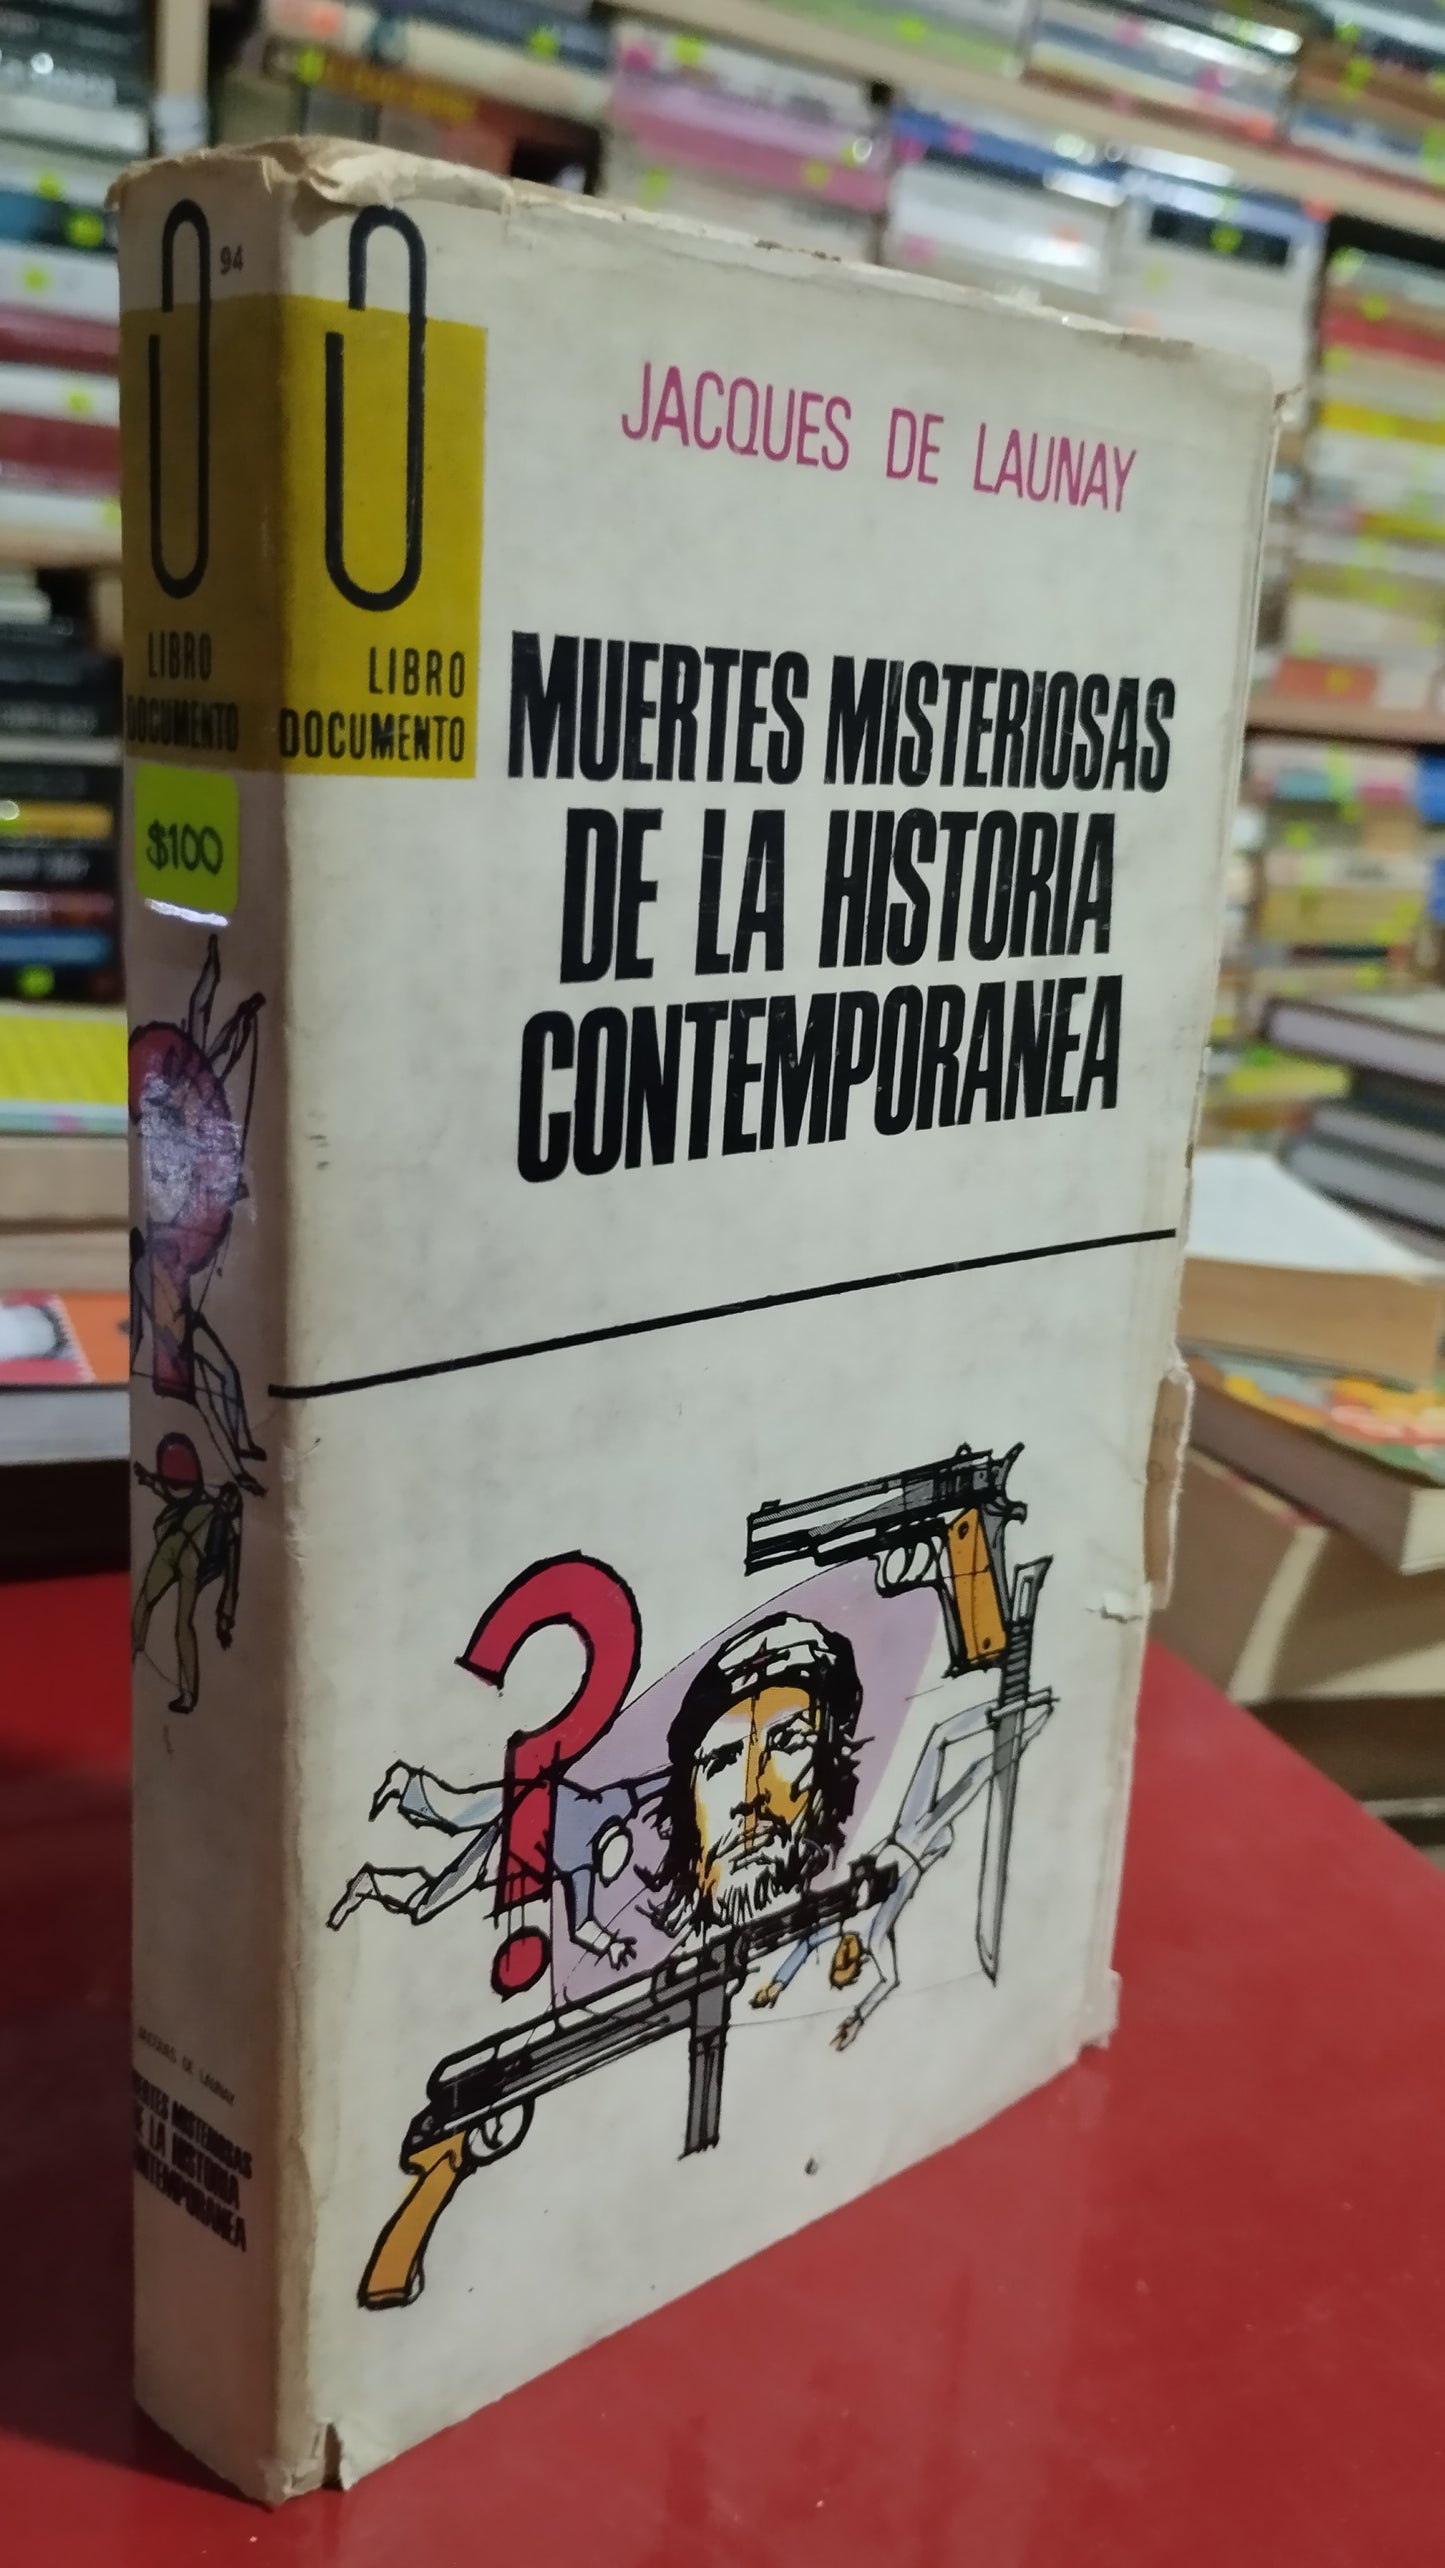 94
LIBRO
DOCUMENTO
$100
JACQUES DE LAUNAY
MUERTES MISTERIOSAS
DE LA HISTORIA
CONTEMPORANEA
LIBRO
DOCUMENTO
JACQUES DE LAUNAY
MUERTES MISTERIOSAS
DE LA HISTORIA
CONTEMPORANEA